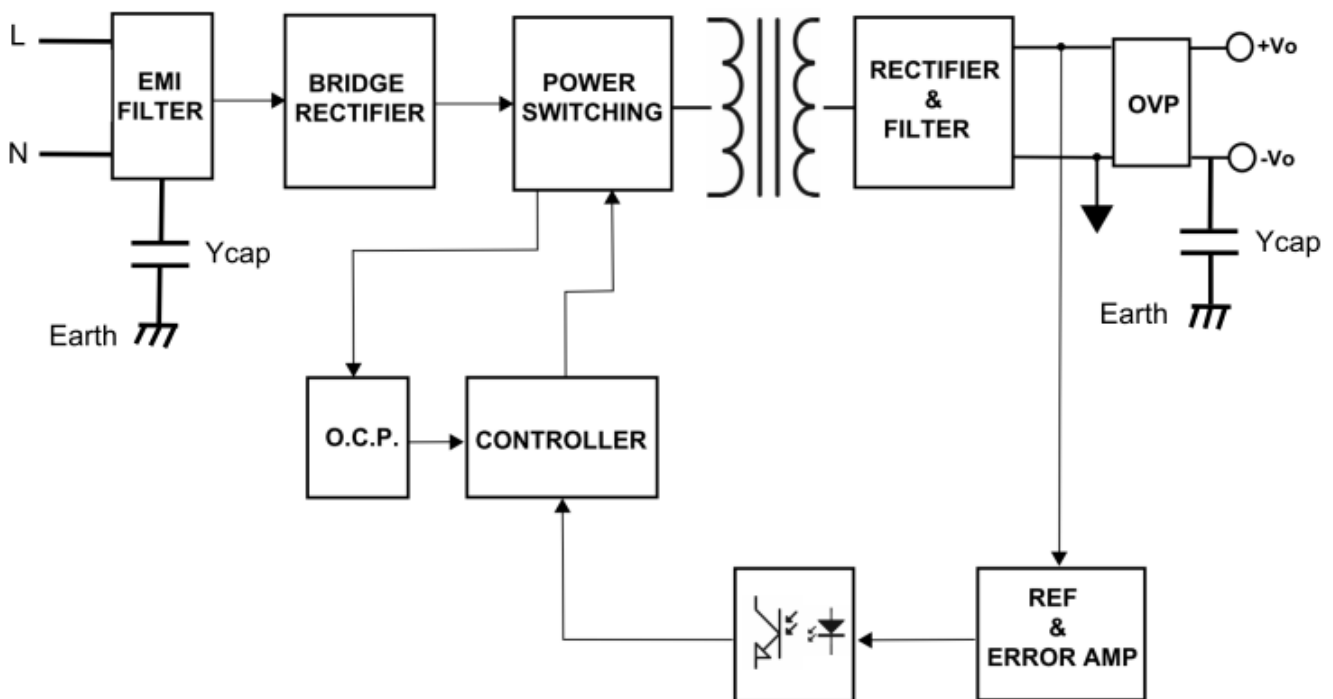 L
N
EMI
FILTER
BRIDGE
RECTIFIER
POWER
SWITCHING
RECTIFIER
&
FILTER
OVP
+Vo
-Vo
Ycap
Earth
Ycap
Earth
O.C.P.
CONTROLLER
REF
&
ERROR AMP